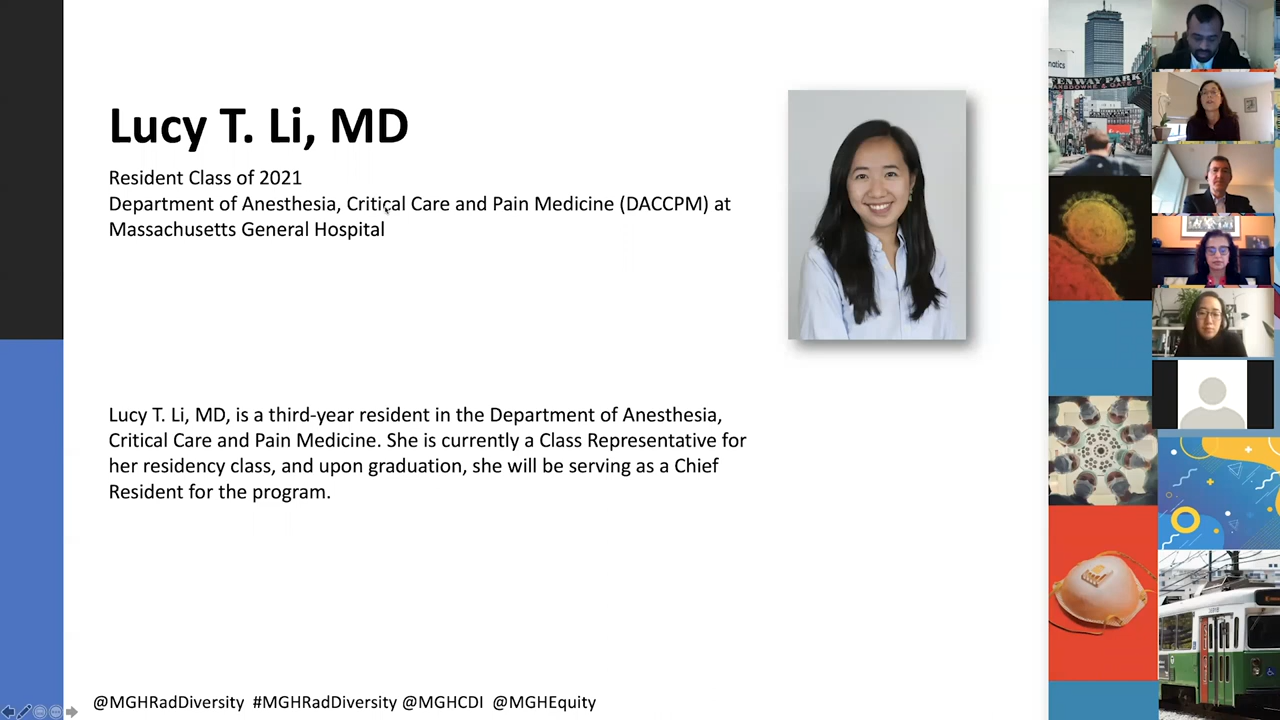 Lucy T. Li, MD
Resident Class of 2021
Department of Anesthesia, Critical Care and Pain Medicine (DACCPM) at
Massachusetts General Hospital
Lucy T. Li, MD, is a third-year resident in the Department of Anesthesia,
Critical Care and Pain Medicine. She is currently a Class Representative for
her residency class, and upon graduation, she will be serving as a Chief
Resident for the program.
@MGHRadDiversity #MGHRadDiversity @MGHCDI @MGHEquity
FENWAY PARK